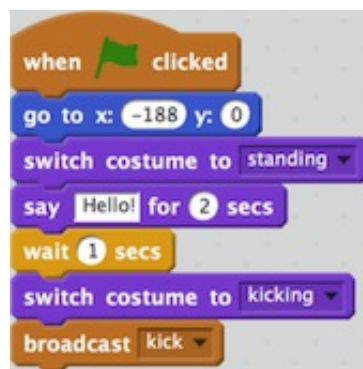 when clicked
go to x: -188 y: 0
switch costume to standing
say Hello! for 2 secs
wait 1 secs
switch costume to kicking
broadcast kick